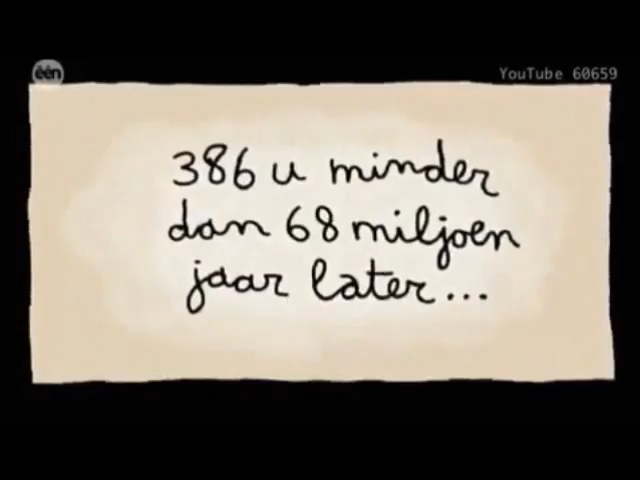 één
YouTube 60659
386 u minder
dan 68 miljoen
jaar later...